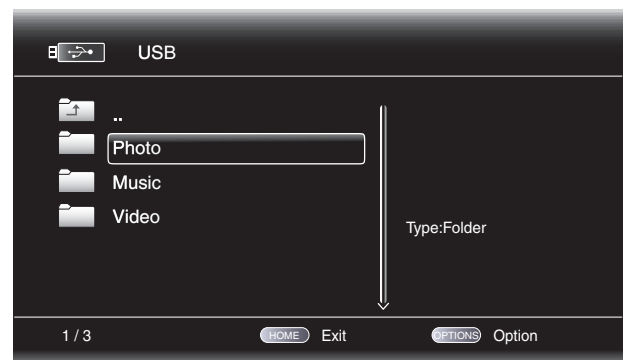 USB
..
Photo
Music
Video
Type:Folder
1 / 3 HOME Exit OPTIONS Option